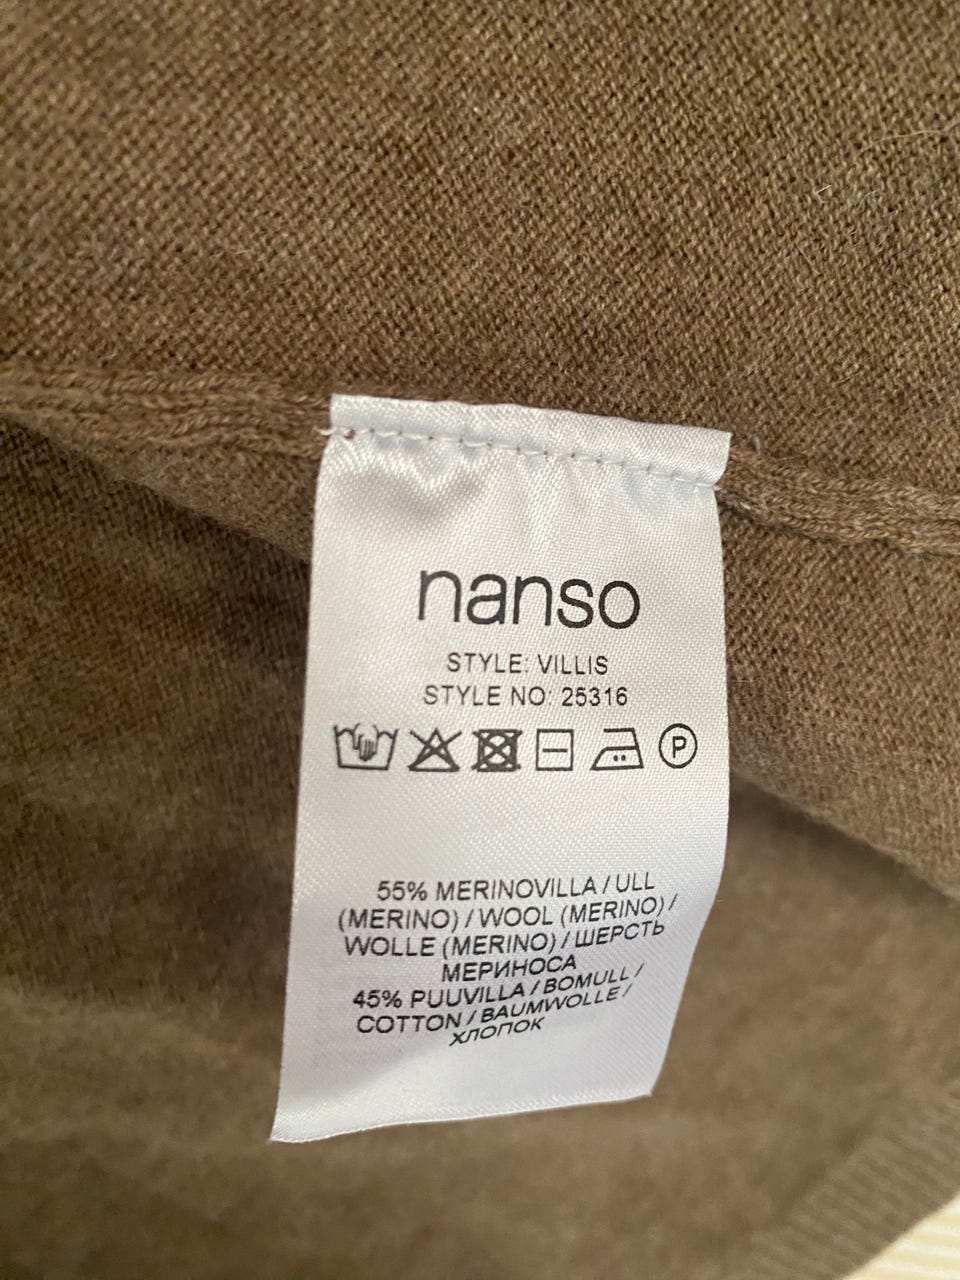 nanso
STYLE: VILLIS
STYLE NO: 25316
P
55% MERINOVILLA / ULL
(MERINO) / WOOL (MERINO) /
WOLLE (MERINO) / ШЕРСТЬ
МЕРИНОСА
45% PUUVILLA / BOMULL /
COTTON / BAUMWOLLE /
ХЛОПОК